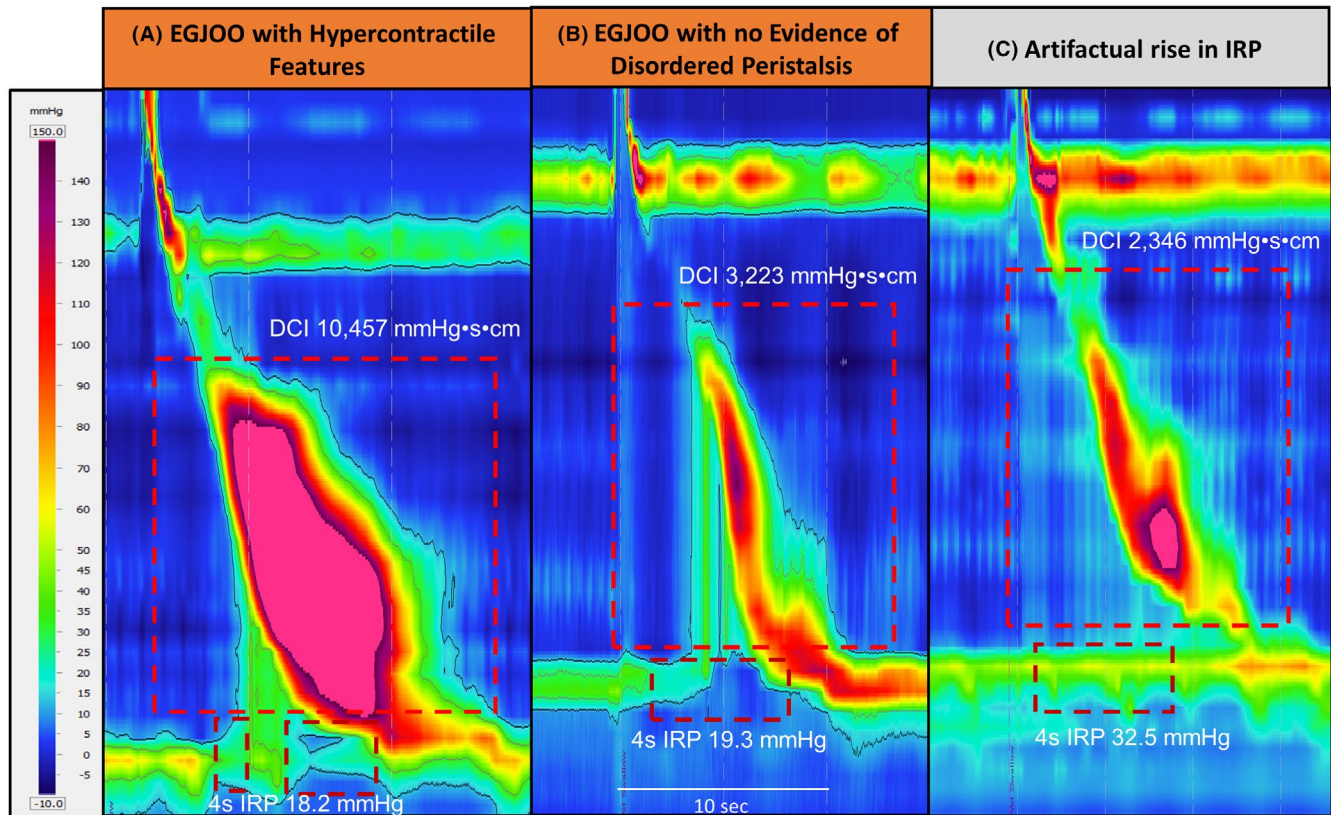 (A) EGJOO with Hypercontractile
Features
(B) EGJOO with no Evidence of
Disordered Peristalsis
(C) Artifactual rise in IRP
mmHg
150.0
140
130
120
110
100
90
80
70
60
50
45
40
35
30
25
20
15
10
5
0
-5
-10.0
DCI 10,457 mmHg•s•cm
4s IRP 18.2 mmHg
DCI 3,223 mmHg•s•cm
4s IRP 19.3 mmHg
10 sec
DCI 2,346 mmHg•s•cm
4s IRP 32.5 mmHg